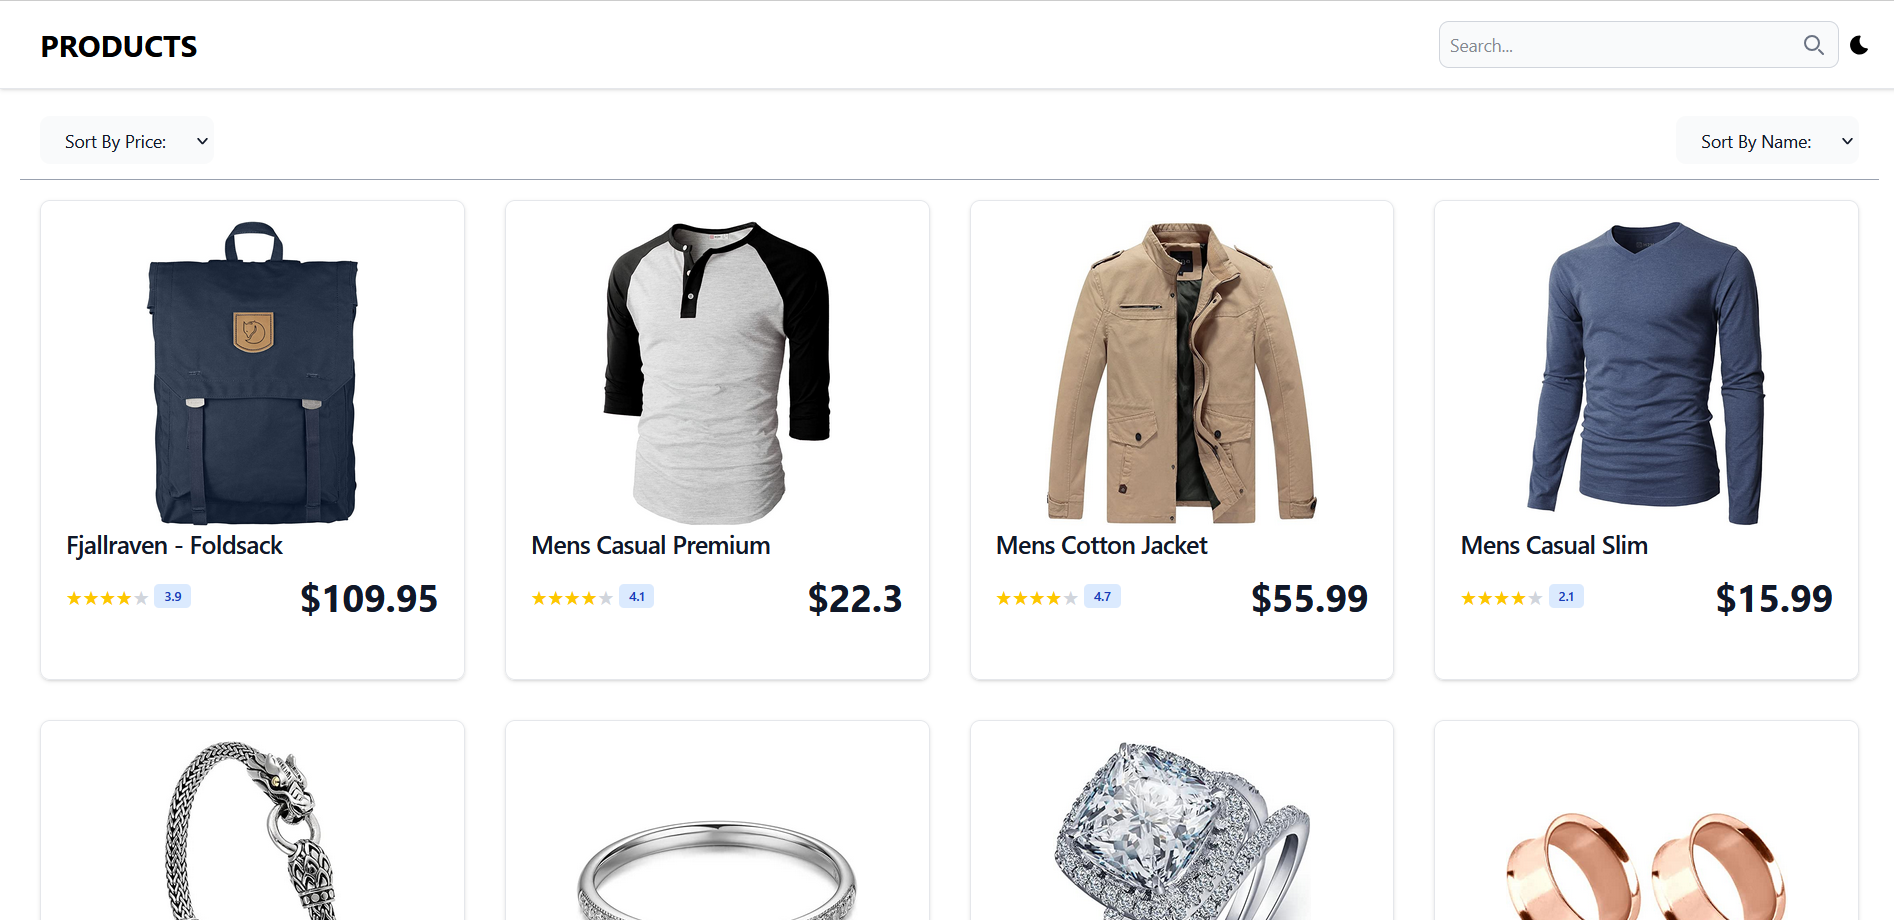 PRODUCTS
Search...
Sort By Price:
Sort By Name:
Fjallraven - Foldsack
3.9
$109.95
Mens Casual Premium
4.1
$22.3
Mens Cotton Jacket
4.7
$55.99
Mens Casual Slim
2.1
$15.99